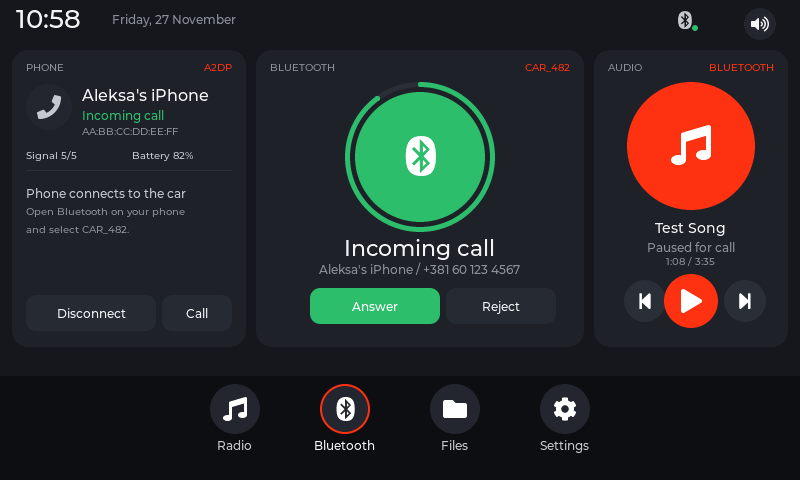 10:58
Friday, 27 November
PHONE
A2DP
Aleksa's iPhone
Incoming call
AA:BB:CC:DD:EE:FF
Signal 5/5
Battery 82%
Phone connects to the car
Open Bluetooth on your phone
and select CAR_482.
Disconnect
Call
BLUETOOTH
CAR_482
Incoming call
Aleksa's iPhone / +381 60 123 4567
Answer
Reject
AUDIO
BLUETOOTH
Test Song
Paused for call
1:08 / 3:35
Radio
Bluetooth
Files
Settings